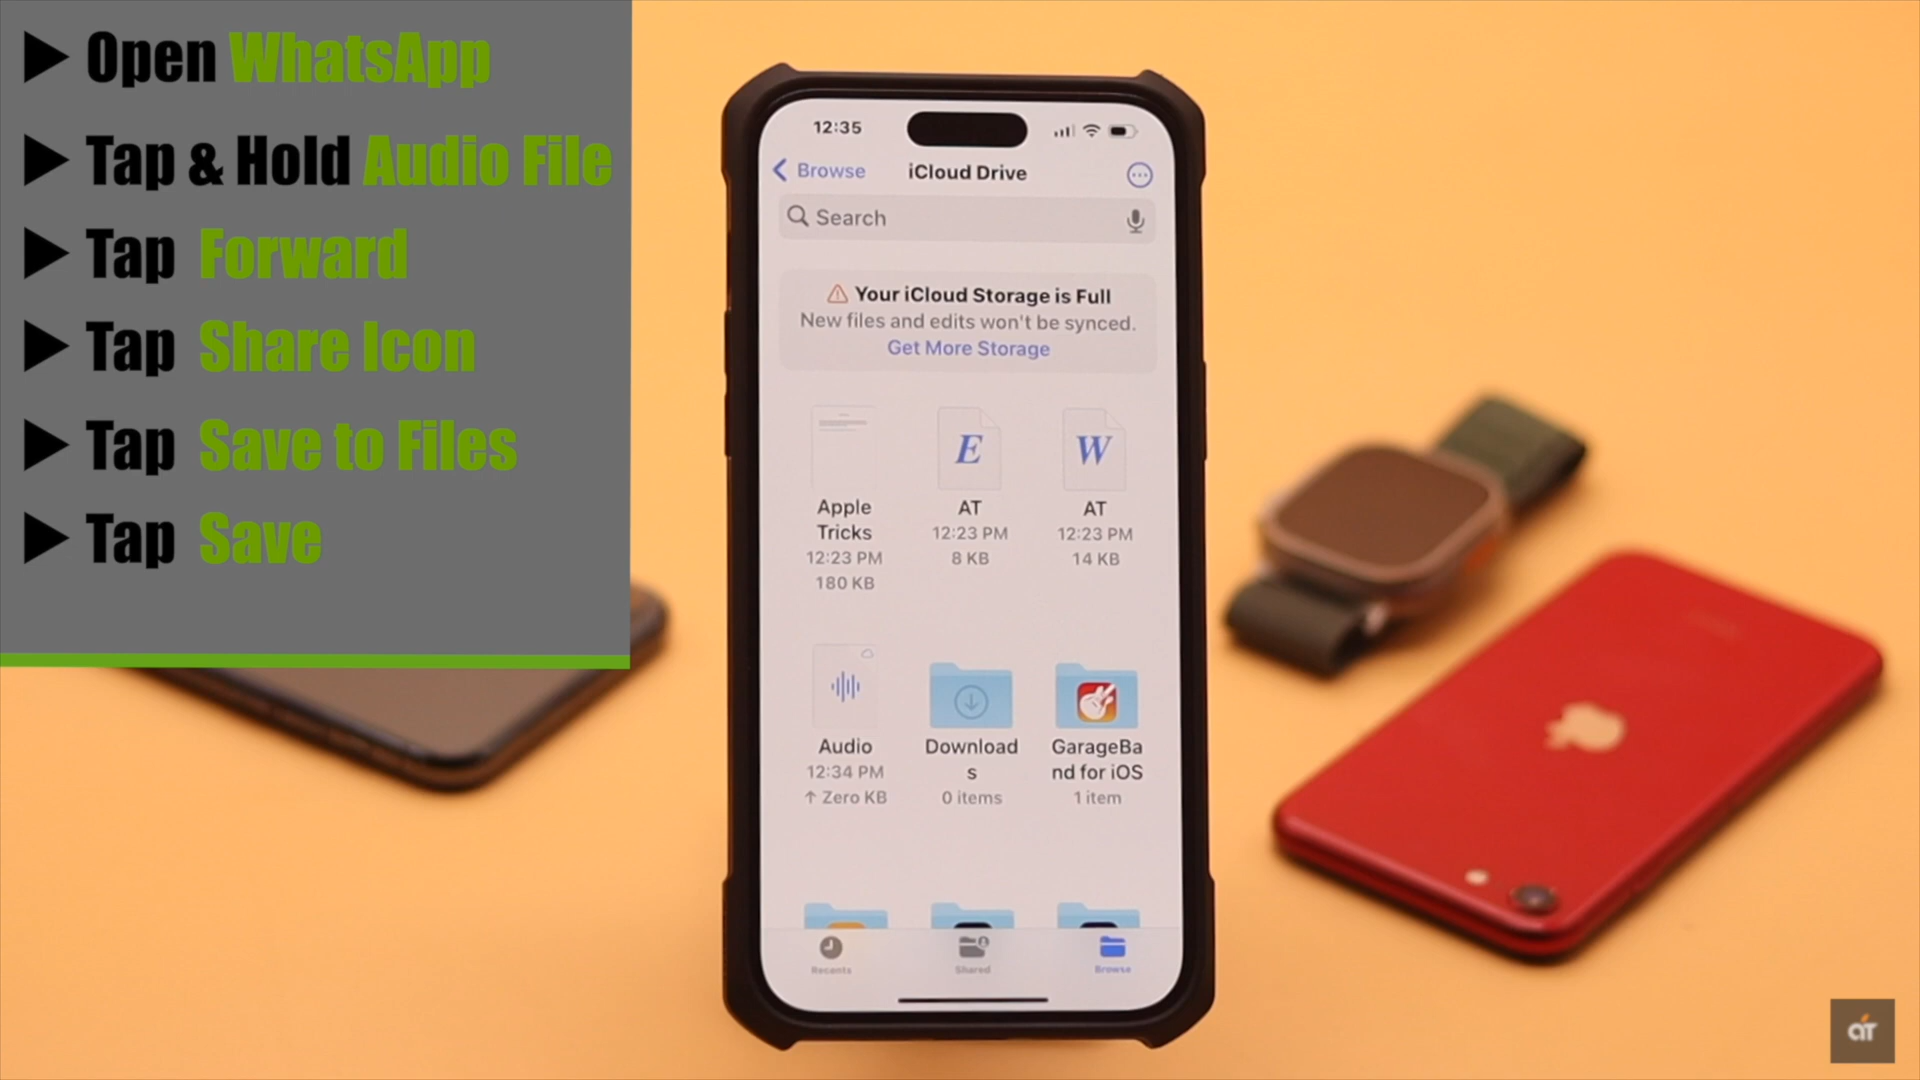 Open WhatsApp
Tap & Hold Audio File
Tap Forward
Tap Share Icon
Tap Save to Files
Tap Save
12:35
Browse
iCloud Drive
Search
Your iCloud Storage is Full
New files and edits won't be synced.
Get More Storage
E
W
Apple
Tricks
12:23 PM
180 KB
AT
12:23 PM
8 KB
AT
12:23 PM
14 KB
Audio
12:34 PM
↑ Zero KB
Download
s
0 items
GarageBa
nd for iOS
1 item
Recents
Shared
Browse
aT